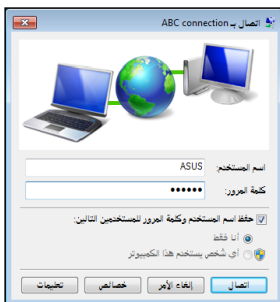 اتصال بـ ABC connection
اسم المستخدم: ASUS
كلمة المرور: ••••••
حفظ اسم المستخدم وكلمة المرور للمستخدمين التاليين:
أنا فقط
أي شخص يستخدم هذا الكمبيوتر
اتصال إلغاء الأمر خصائص تعليمات